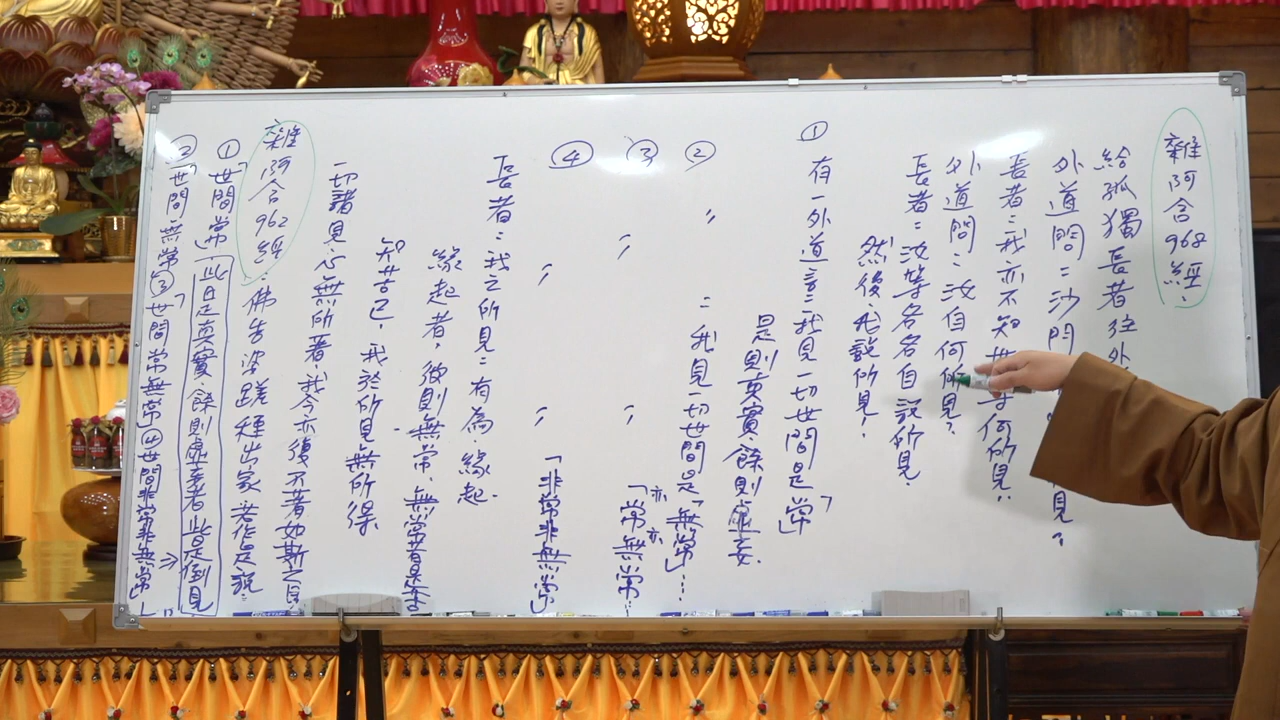 雜阿含968經.
給孤獨長者往外
外道問:沙門 見?
長者:我亦不知世 何所見.
外道問:汝自何所見?
長者:汝等各各自說所見.
然後我說所見.
① 有一外道言:我見一切世間是「常」
是則真實.餘則虛妄.
② 〃 :我見一切世間是「無常」…
③ 〃 〃 「亦常亦無常…
④ 〃 〃 「非常非無常」
長者:我之所見:有為.緣起.
緣起者,彼則無常.無常者是苦
知苦已,我於所見無所得.
一切諸見心無所著.我今亦復不著如斯之見
雜阿含962經:佛告婆蹉種出家 若作是說
①「世間常」此是真實.餘則虛妄者此是倒見
②「世間無常③「世間常無常」④世間非常非無常」⇒